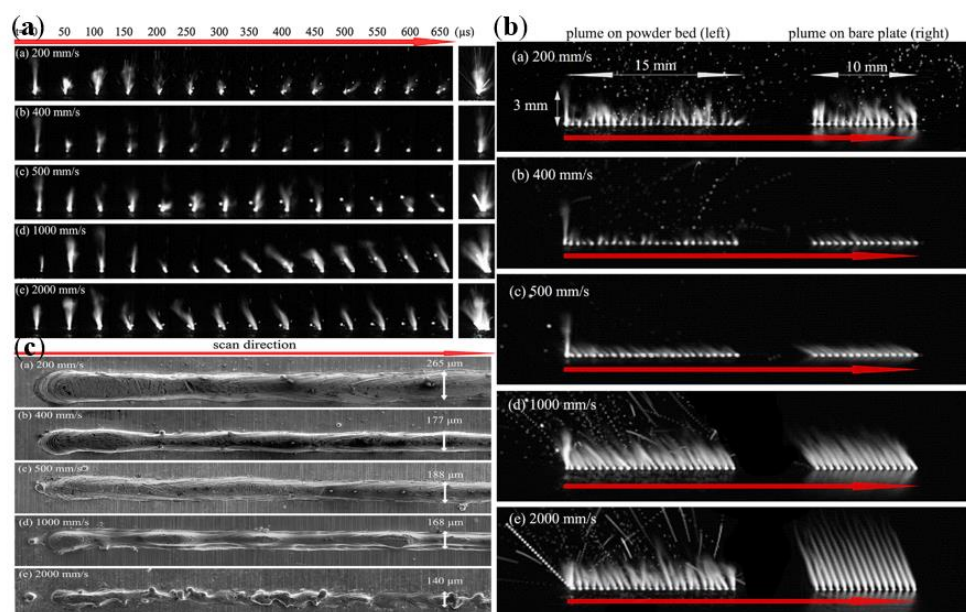 (a)
t=0 50 100 150 200 250 300 350 400 450 500 550 600 650 (µs)
(a) 200 mm/s
(b) 400 mm/s
(c) 500 mm/s
(d) 1000 mm/s
(e) 2000 mm/s
(c)
scan direction
(a) 200 mm/s
265 µm
(b) 400 mm/s
177 µm
(c) 500 mm/s
188 µm
(d) 1000 mm/s
168 µm
(e) 2000 mm/s
140 µm
(b)
plume on powder bed (left) plume on bare plate (right)
(a) 200 mm/s
15 mm
10 mm
3 mm
(b) 400 mm/s
(c) 500 mm/s
(d) 1000 mm/s
(e) 2000 mm/s